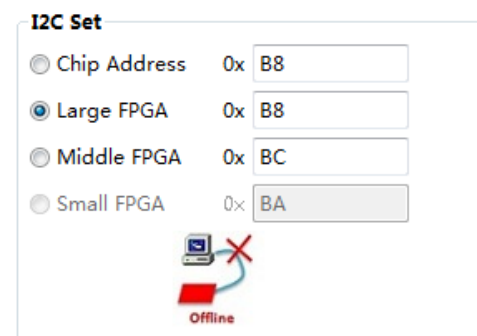 I2C Set
Chip Address 0x B8
Large FPGA 0x B8
Middle FPGA 0x BC
Small FPGA 0x BA
Offline